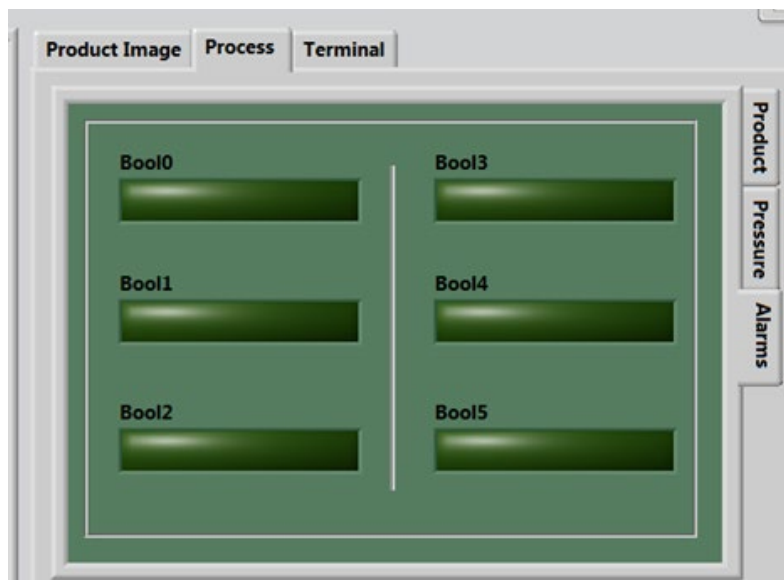 Product Image
Process
Terminal
Product
Pressure
Alarms
Bool0
Bool3
Bool1
Bool4
Bool2
Bool5